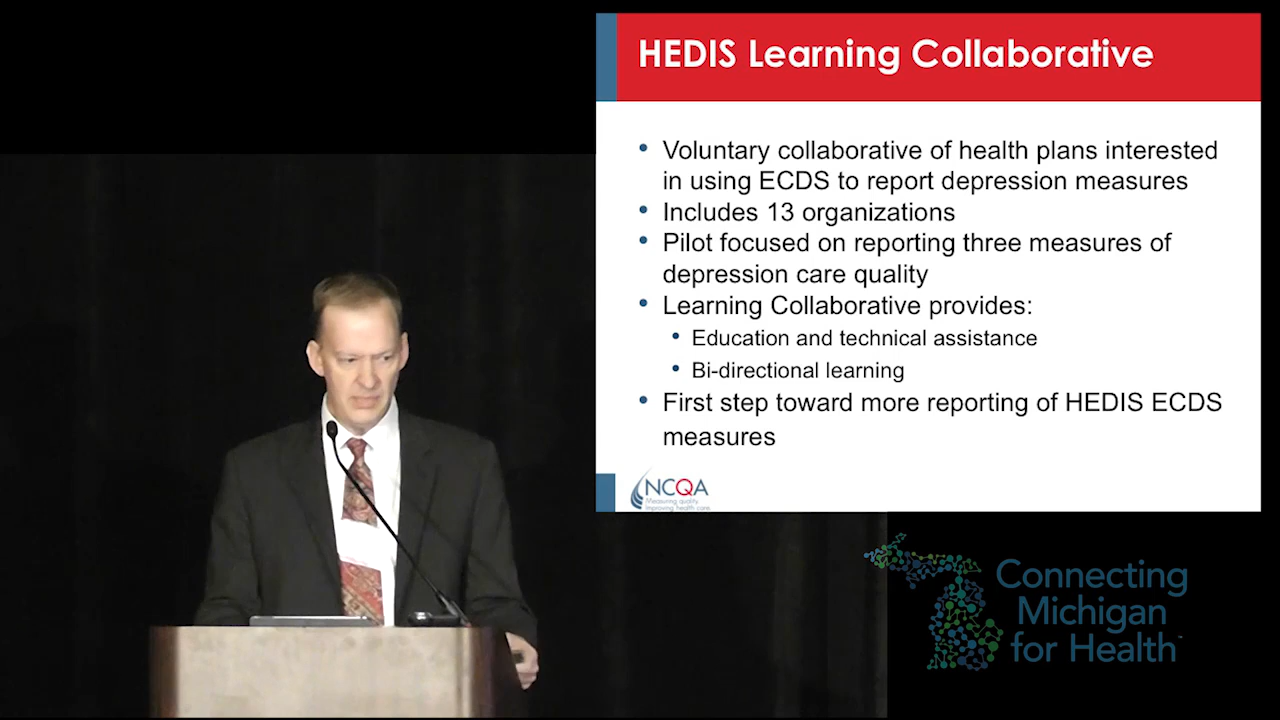 HEDIS Learning Collaborative
• Voluntary collaborative of health plans interested
in using ECDS to report depression measures
• Includes 13 organizations
• Pilot focused on reporting three measures of
depression care quality
• Learning Collaborative provides:
• Education and technical assistance
• Bi-directional learning
• First step toward more reporting of HEDIS ECDS
measures
NCQA
Measuring quality.
Improving health care.
Connecting
Michigan
for Health™